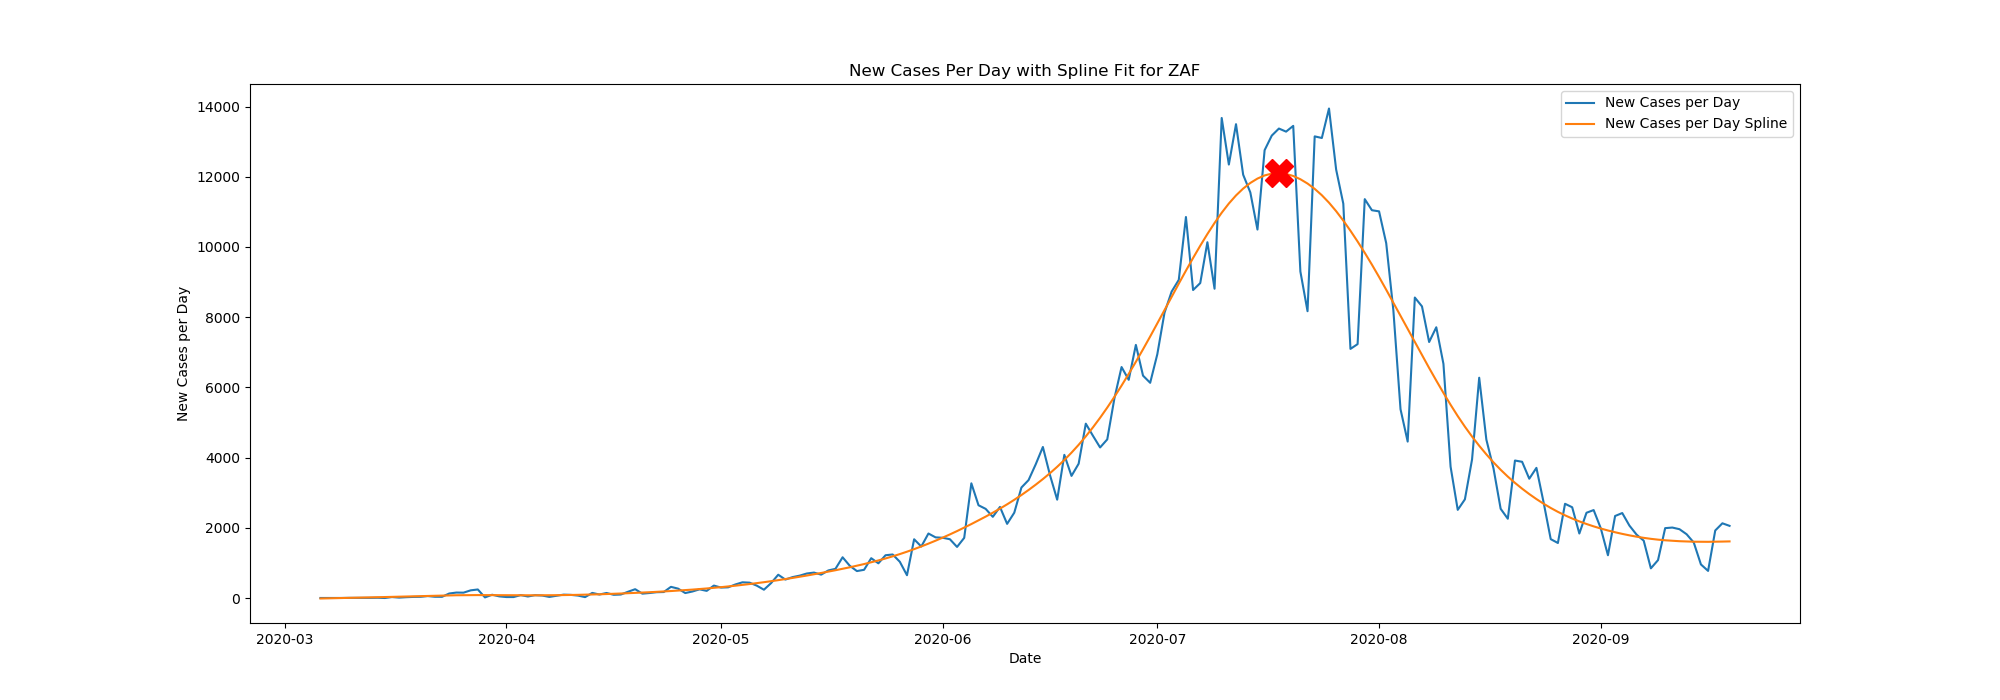 New Cases Per Day with Spline Fit for ZAF
New Cases per Day
New Cases per Day Spline
14000
12000
10000
8000
6000
4000
2000
0
New Cases per Day
2020-03 2020-04 2020-05 2020-06 2020-07 2020-08 2020-09
Date